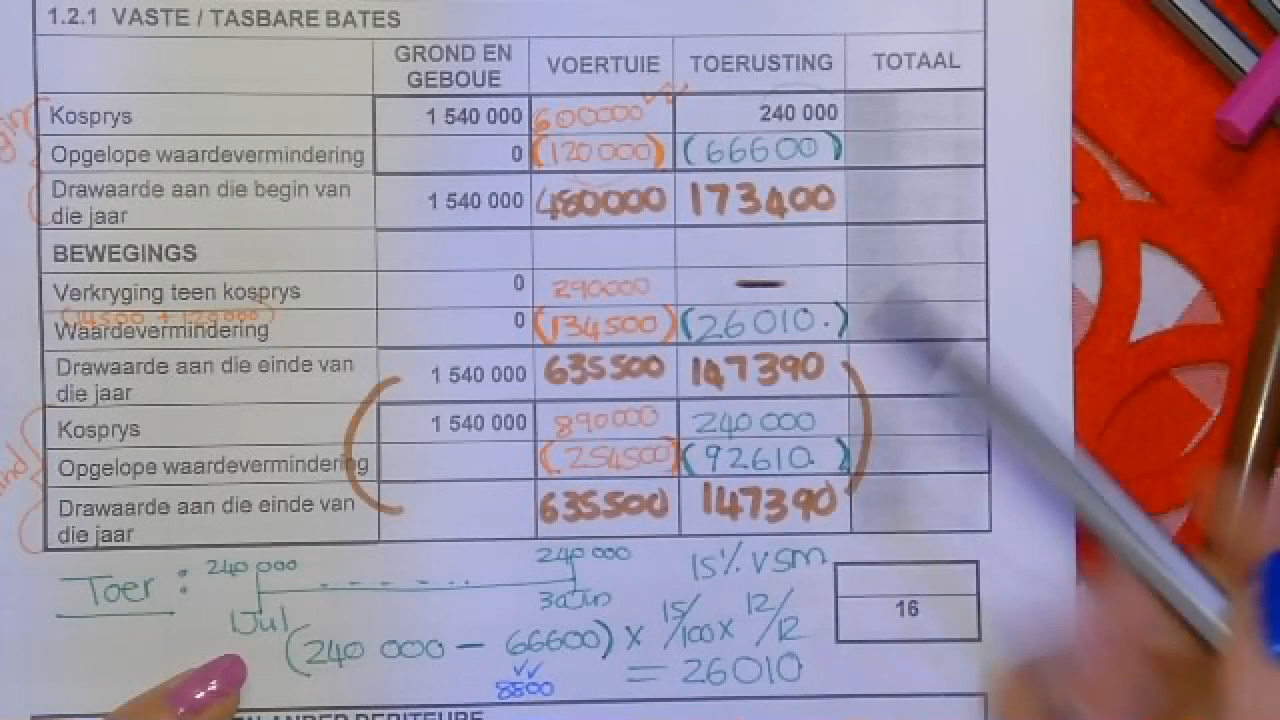 1.2.1 VASTE / TASBARE BATES
GROND EN GEBOUE VOERTUIE TOERUSTING TOTAAL
Kosprys 1 540 000 600000 240 000
Opgelope waardevermindering 0 (120 000) (66600)
Drawaarde aan die begin van die jaar 1 540 000 480000 173400
BEWEGINGS
Verkryging teen kosprys 0 290000 —
(14500 + 120000)
Waardevermindering 0 (134500) (26010.)
Drawaarde aan die einde van die jaar 1 540 000 635500 147390
Kosprys 1 540 000 890000 240 000
Opgelope waardevermindering (254500) (92610.)
Drawaarde aan die einde van die jaar 635500 147390
Toer : 240 000 240 000 15% VSM
1Jul 30Jun
16
(240 000 – 66600) x 15/100 x 12/12
8800 = 26010